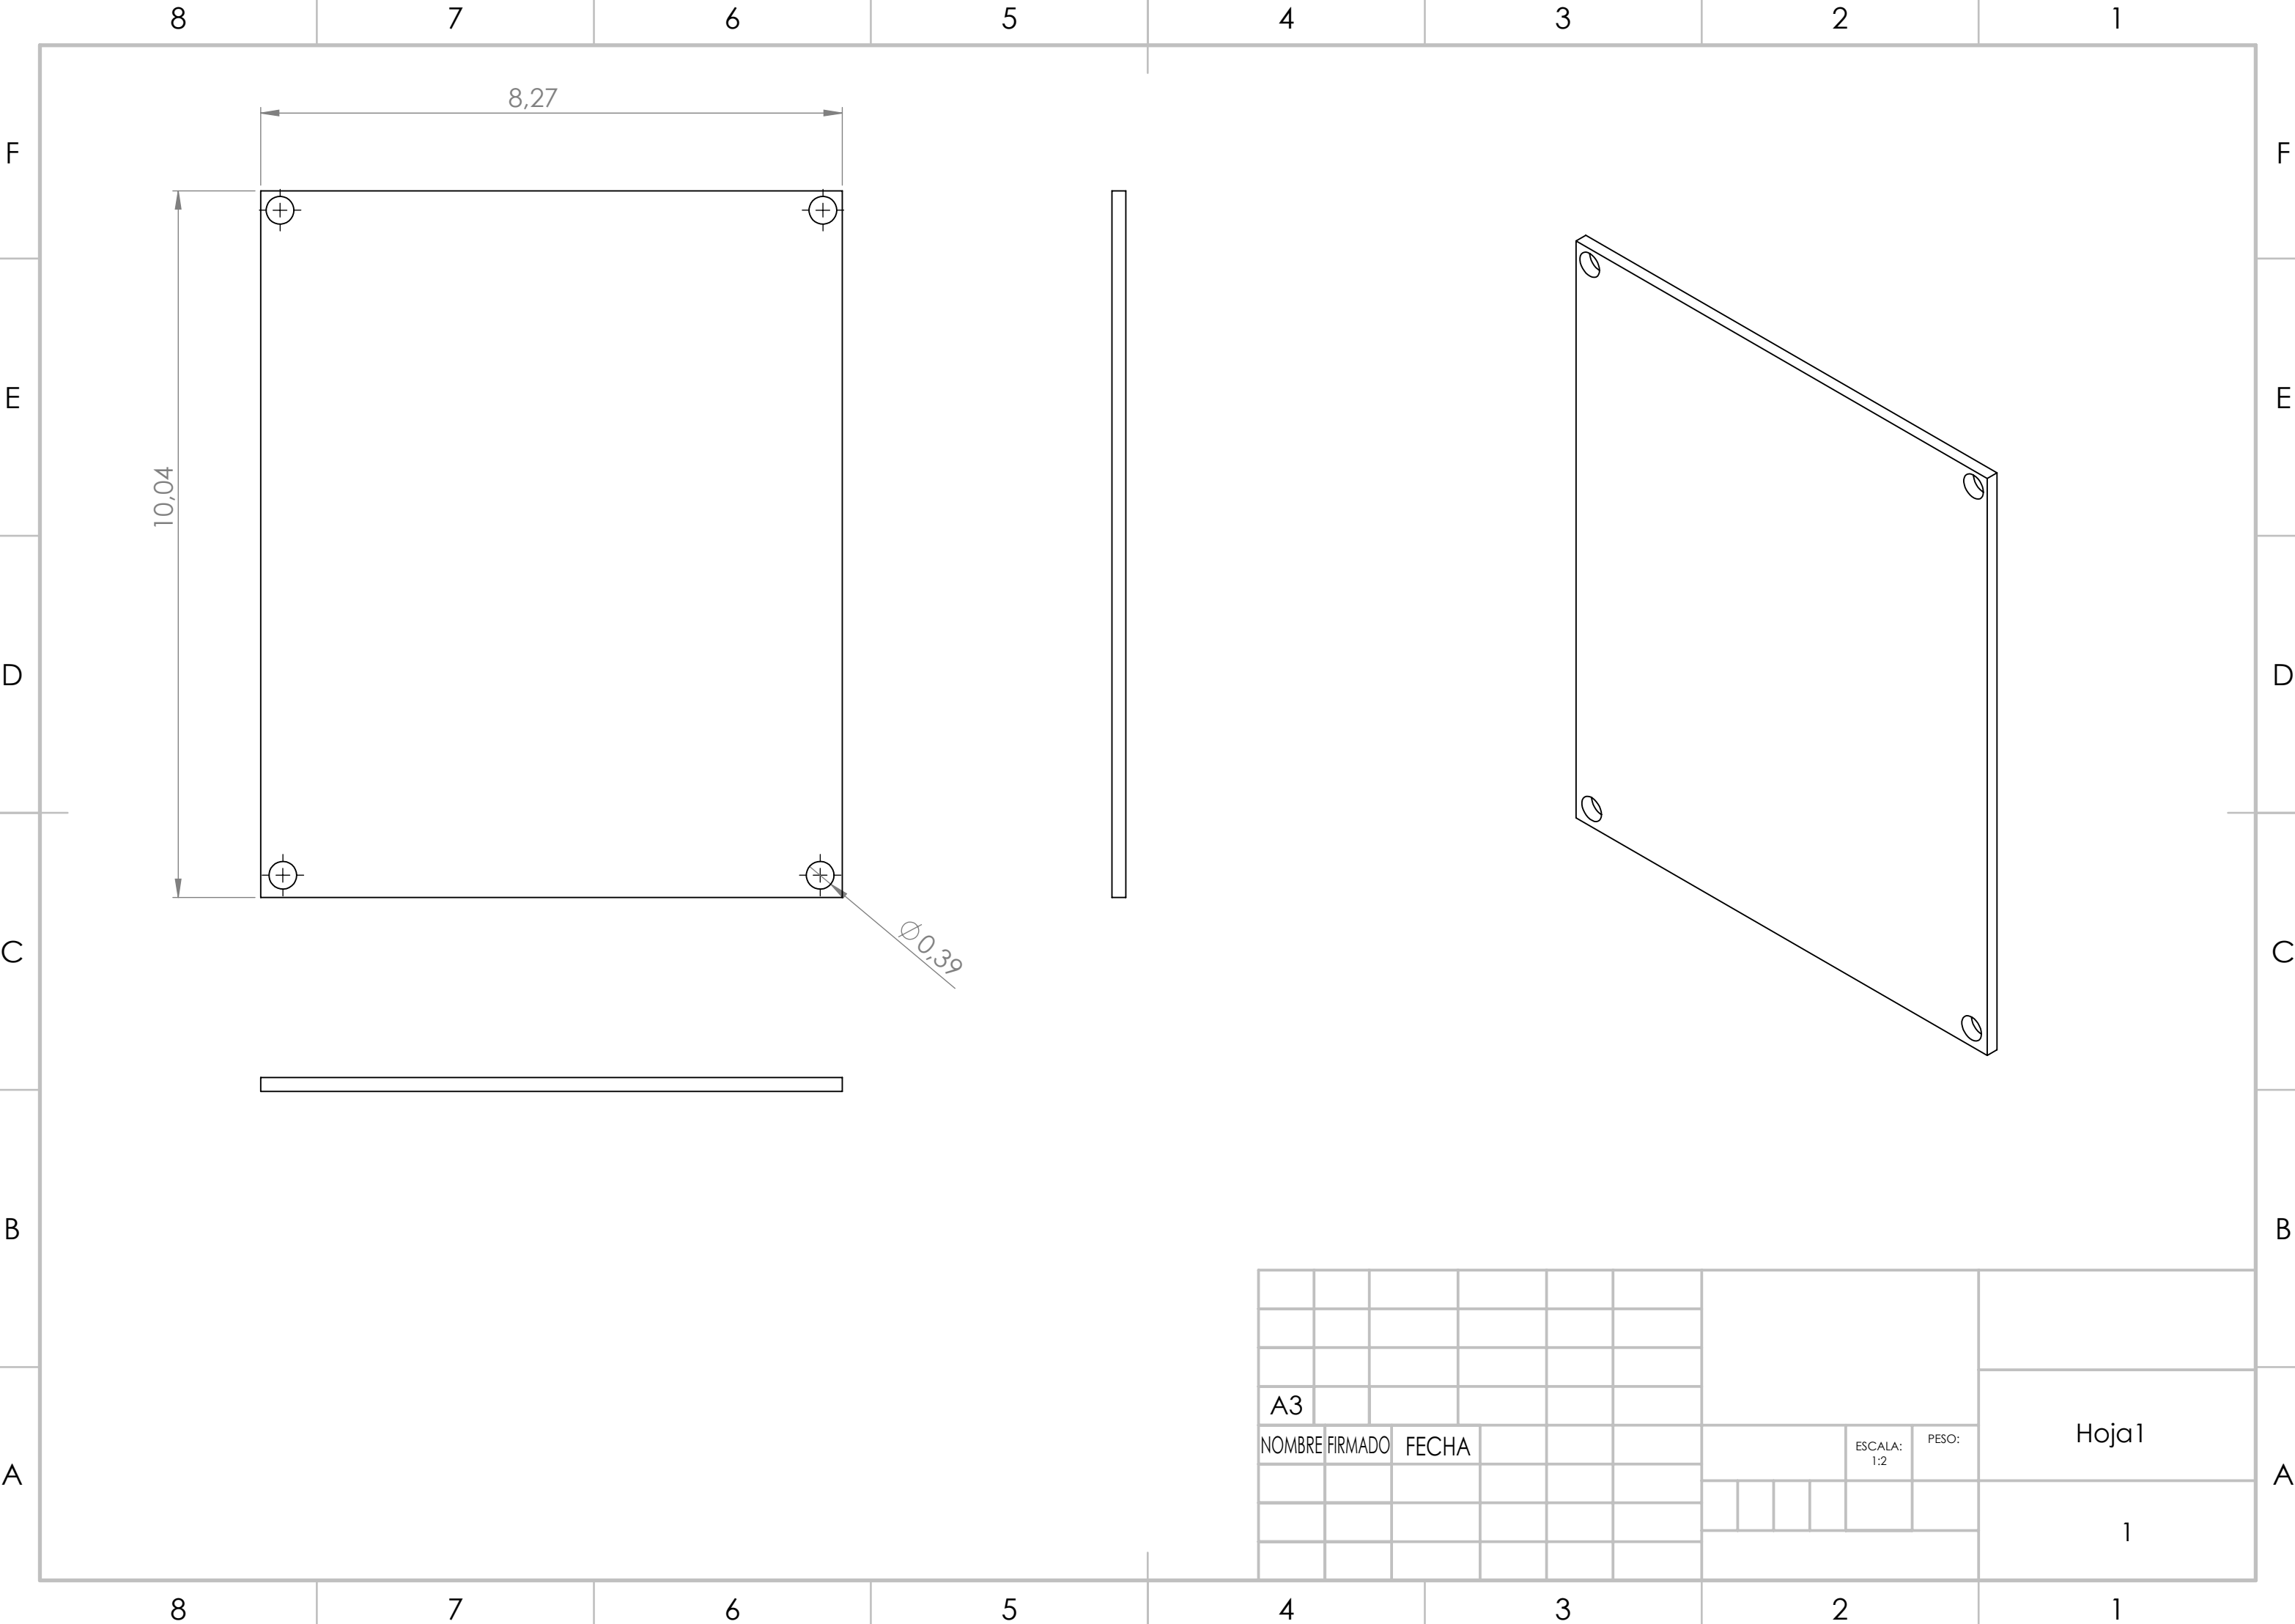 8 7 6 5 4 3 2 1
8,27
F F
E E
10,04
D D
C C
Ø0,39
B B
A3
NOMBRE FIRMADO FECHA
ESCALA: PESO:
1:2
Hoja1
A A
1
8 7 6 5 4 3 2 1